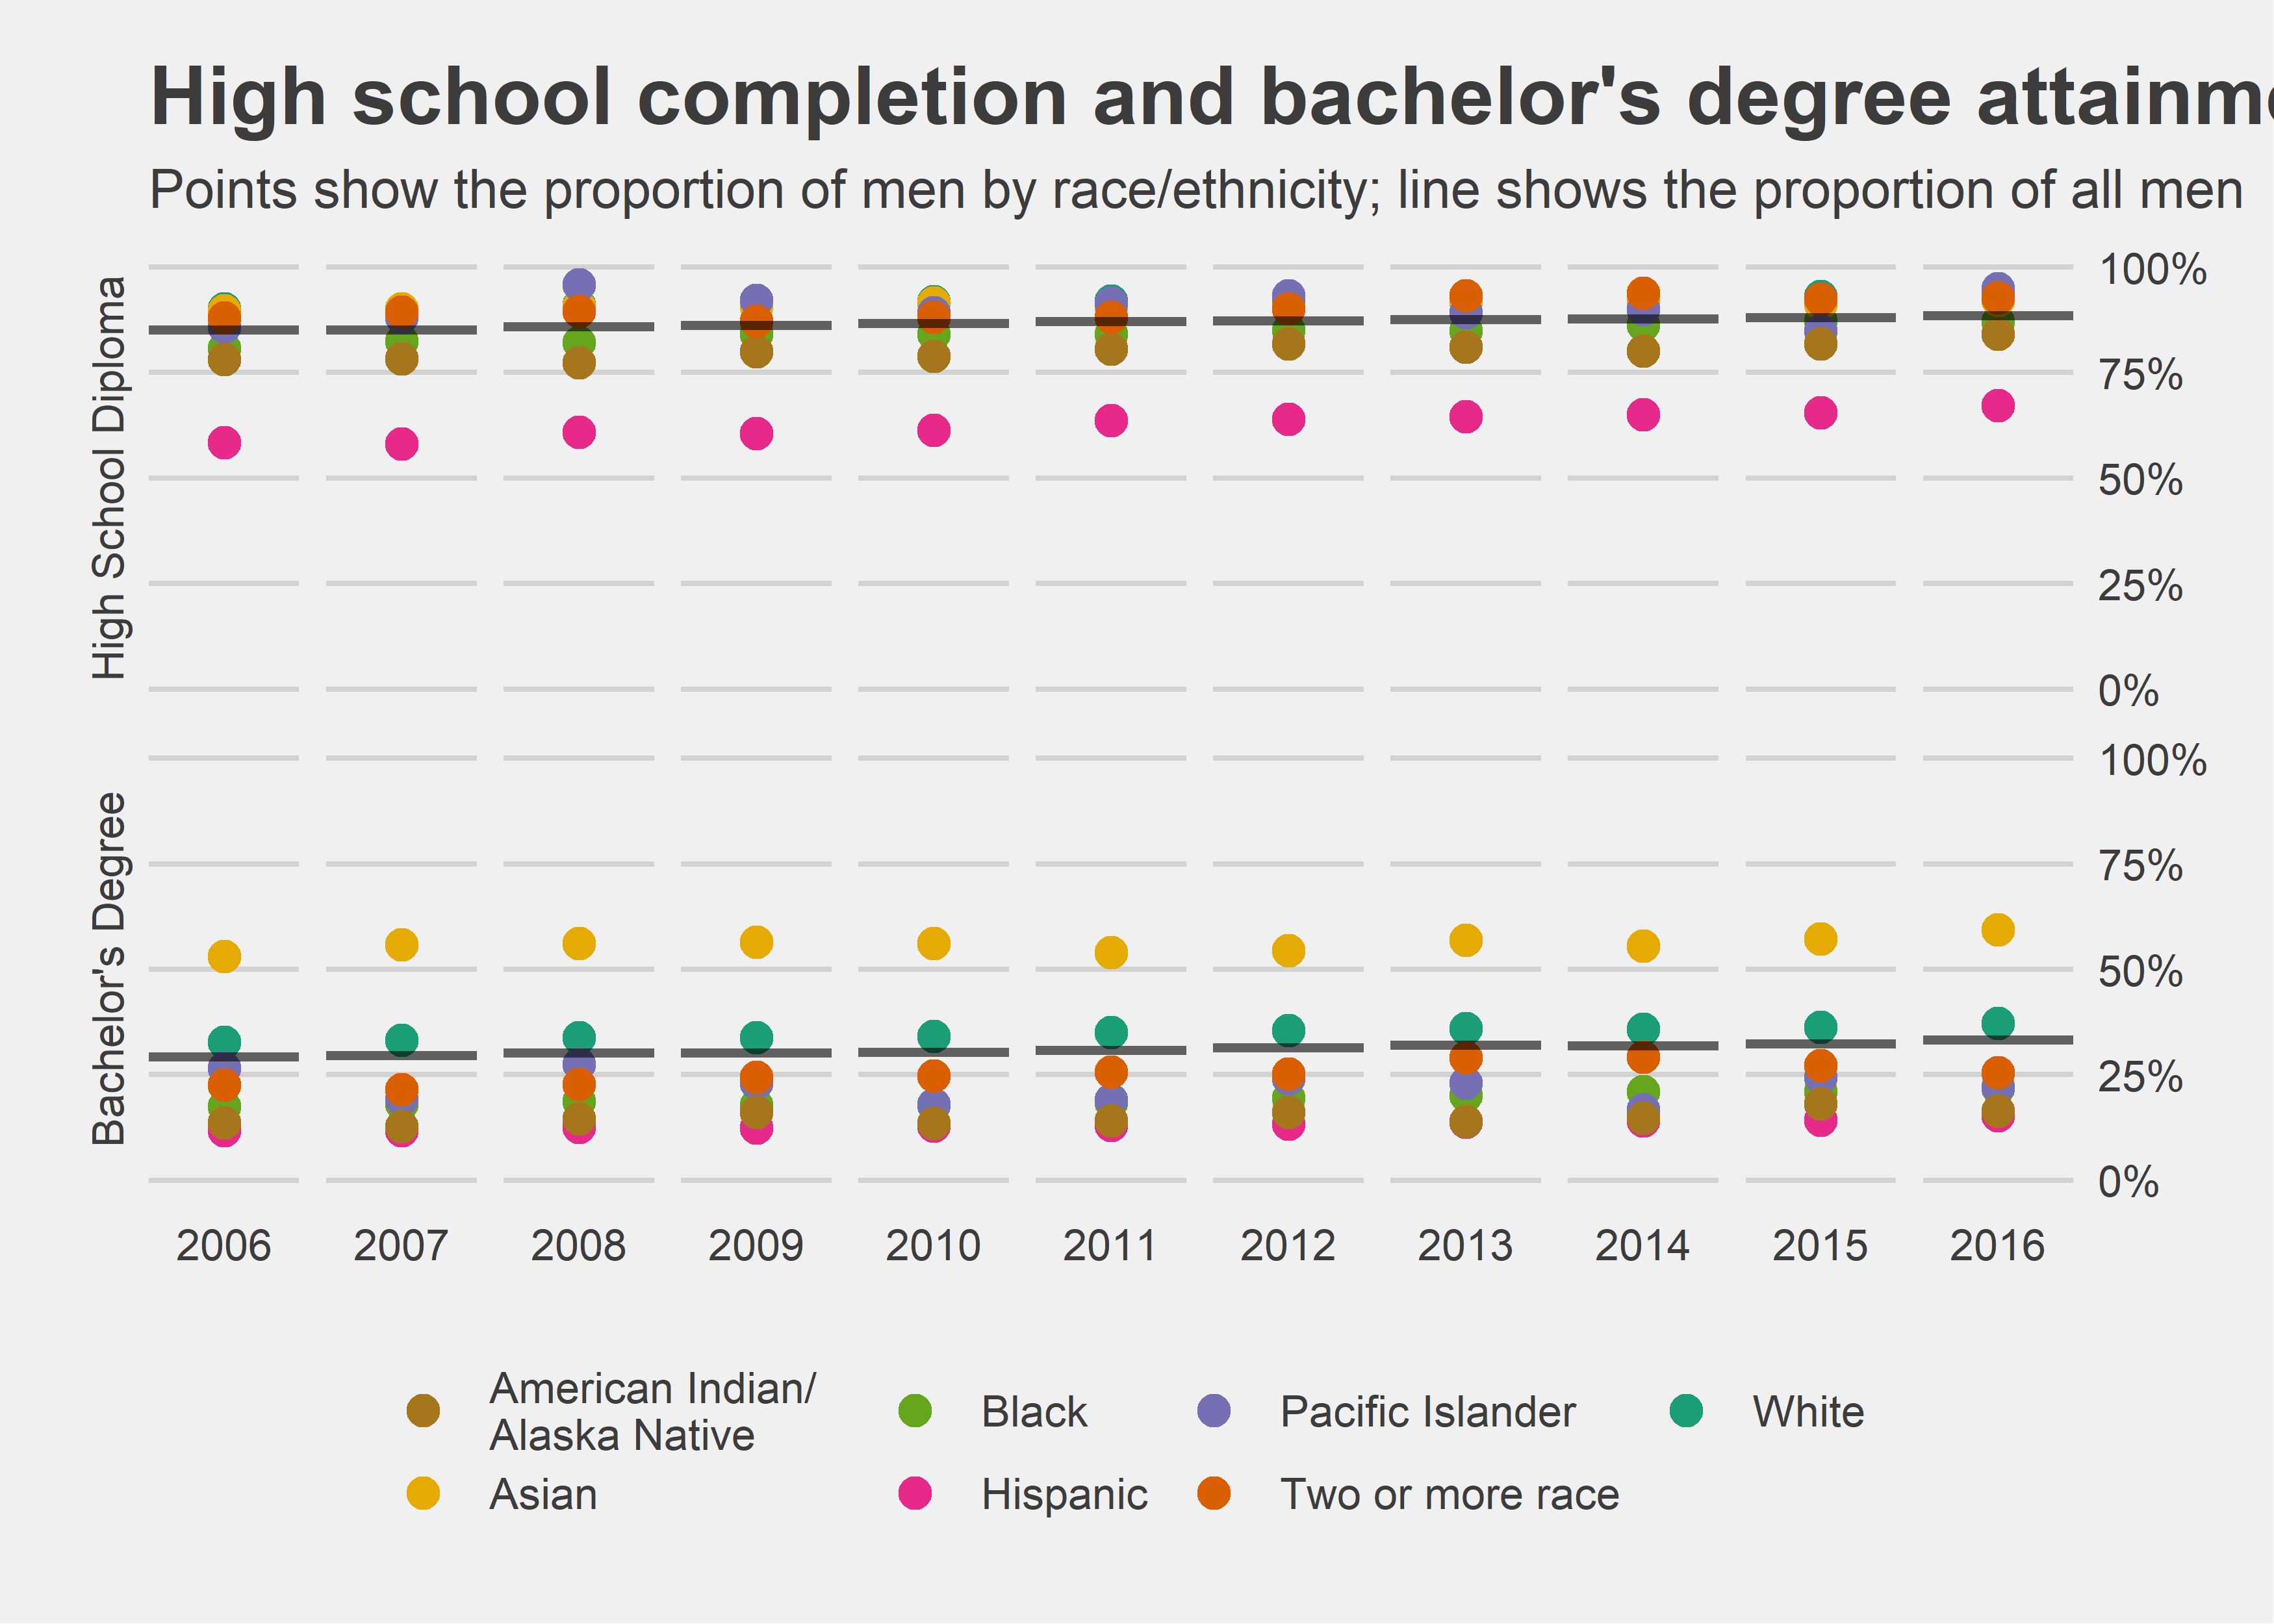 High school completion and bachelor's degree attainme
Points show the proportion of men by race/ethnicity; line shows the proportion of all men
High School Diploma
100%
75%
50%
25%
0%
Bachelor's Degree
100%
75%
50%
25%
0%
2006 2007 2008 2009 2010 2011 2012 2013 2014 2015 2016
American Indian/
Alaska Native
Black
Pacific Islander
White
Asian
Hispanic
Two or more race